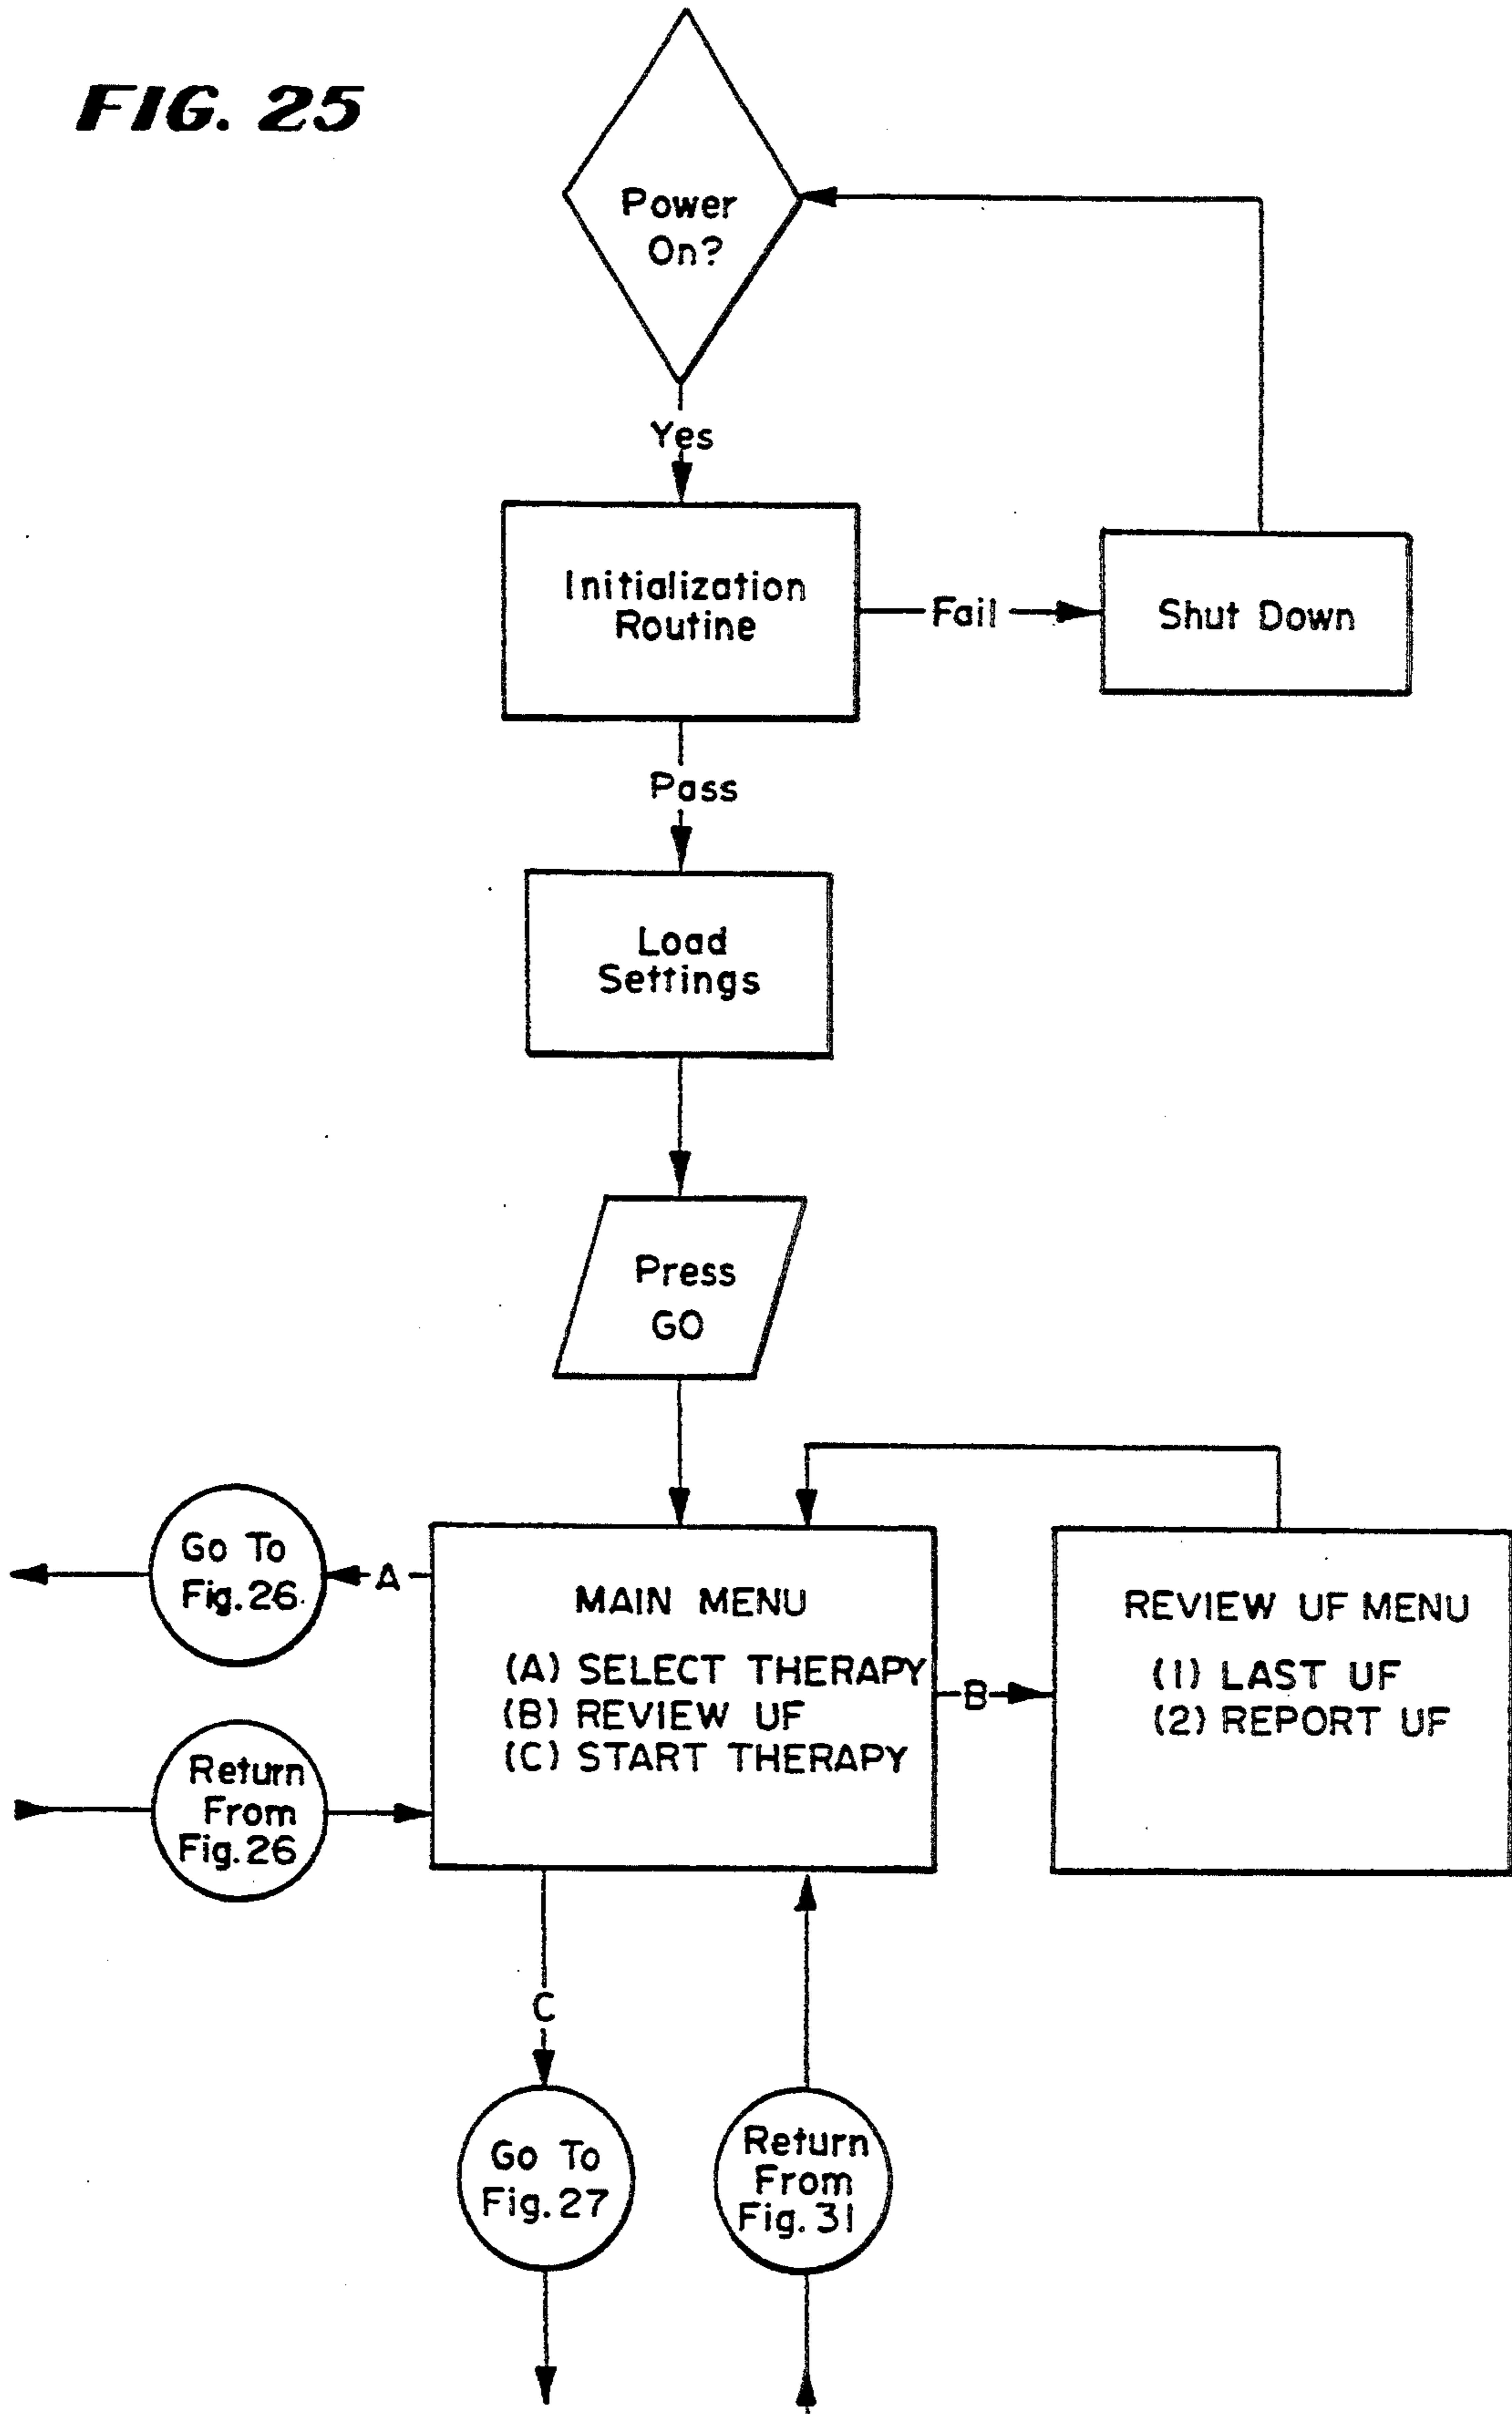 FIG. 25
Power
On?
Yes
Initialization
Routine
Fail
Shut Down
Pass
Load
Settings
Press
GO
Go To
Fig. 26
A
MAIN MENU
(A) SELECT THERAPY
(B) REVIEW UF
(C) START THERAPY
B
REVIEW UF MENU
(1) LAST UF
(2) REPORT UF
Return
From
Fig. 26
C
Go To
Fig. 27
Return
From
Fig. 31